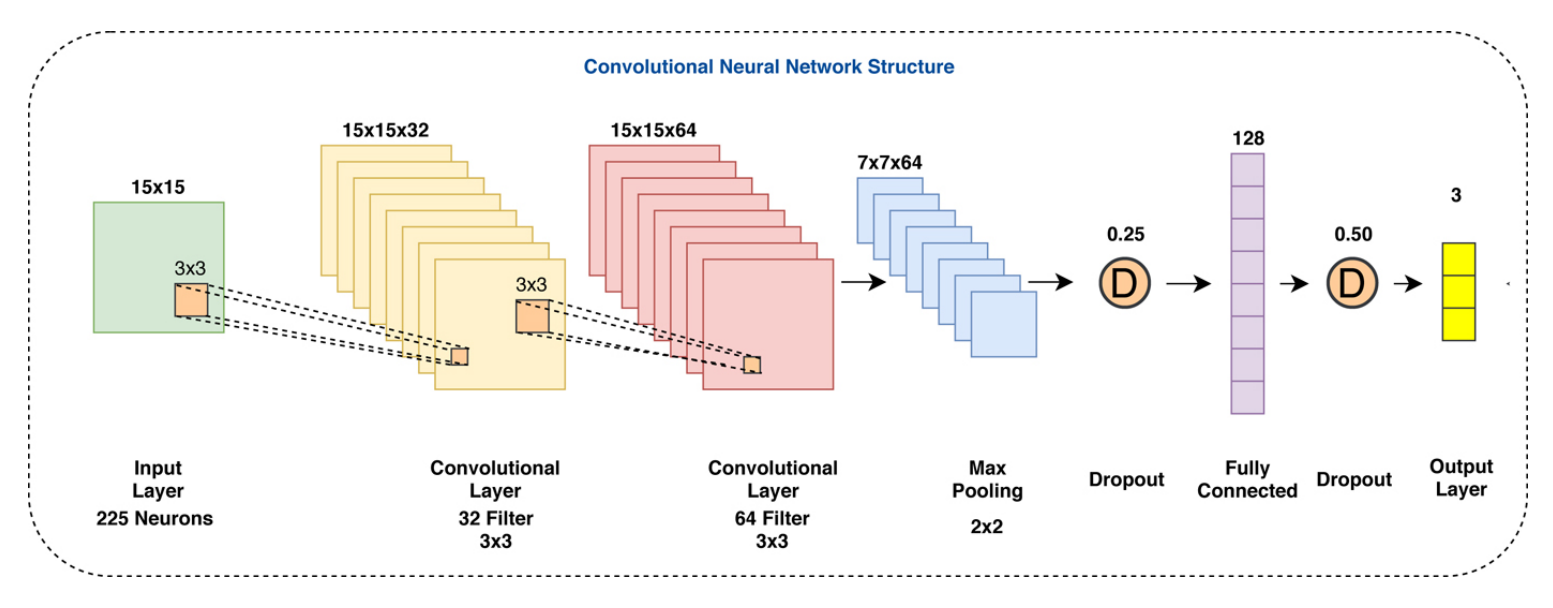 Convolutional Neural Network Structure
15x15
3x3
15x15x32
3x3
15x15x64
7x7x64
0.25
D
128
0.50
D
3
Input
Layer
225 Neurons
Convolutional
Layer
32 Filter
3x3
Convolutional
Layer
64 Filter
3x3
Max
Pooling
2x2
Dropout
Fully
Connected
Dropout
Output
Layer